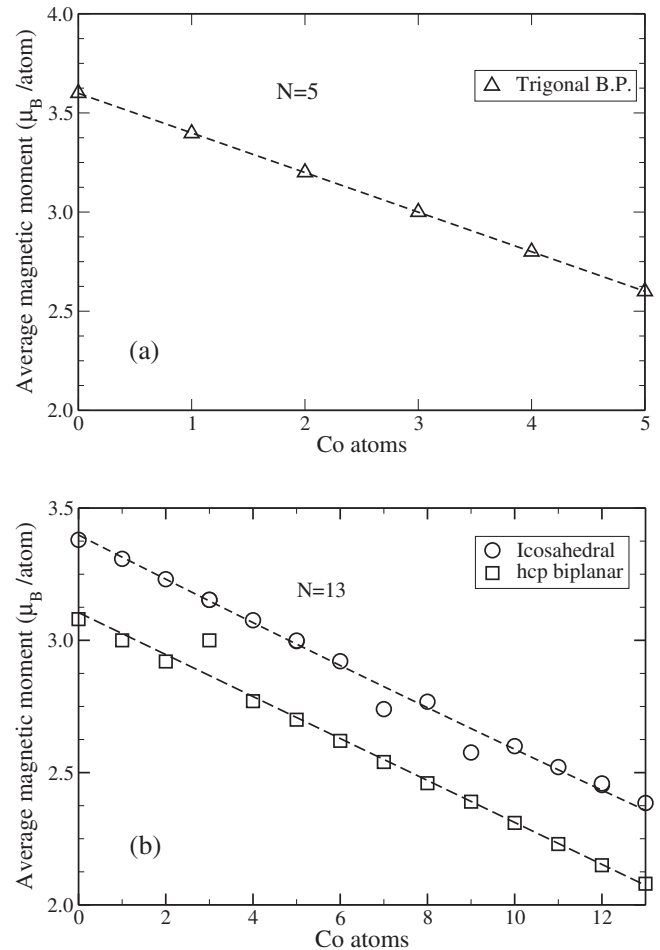 4.0
3.5
3.0
2.5
2.0
Average magnetic moment (μ_B /atom)
N=5
Trigonal B.P.
(a)
0 1 2 3 4 5
Co atoms
3.5
3.0
2.5
2.0
Average magnetic moment (μ_B /atom)
Icosahedral
hcp biplanar
N=13
(b)
0 2 4 6 8 10 12
Co atoms